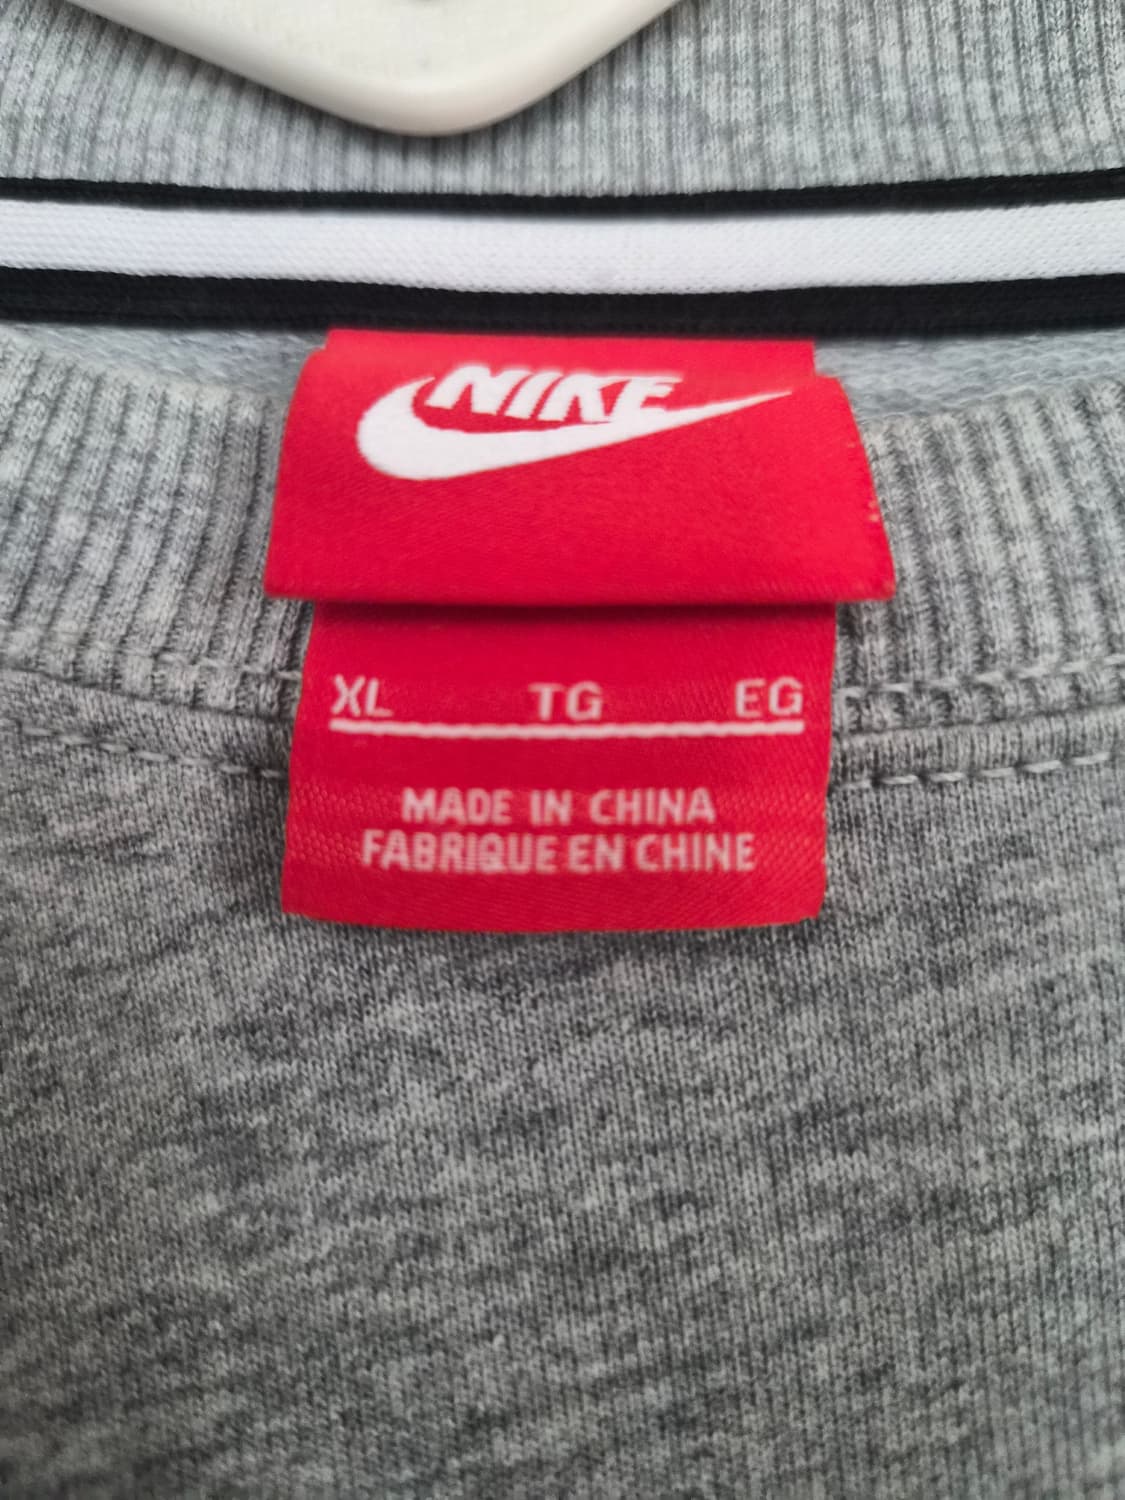 NIKE
XL TG EG
MADE IN CHINA
FABRIQUE EN CHINE